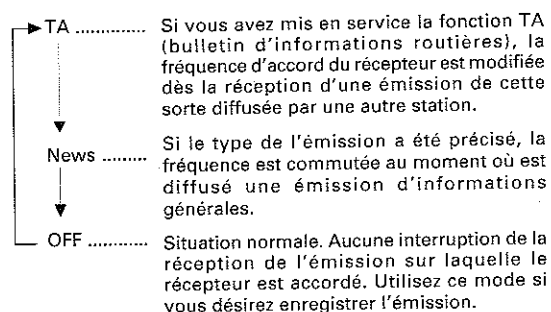 TA ............. Si vous avez mis en service la fonction TA
(bulletin d'informations routières), la
fréquence d'accord du récepteur est modifiée
dès la réception d'une émission de cette
sorte diffusée par une autre station.
Si le type de l'émission a été précisé, la
News ......... fréquence est commutée au moment où est
diffusé une émission d'informations
générales.
OFF ............ Situation normale. Aucune interruption de la
réception de l'émission sur laquelle le
récepteur est accordé. Utilisez ce mode si
vous désirez enregistrer l'émission.